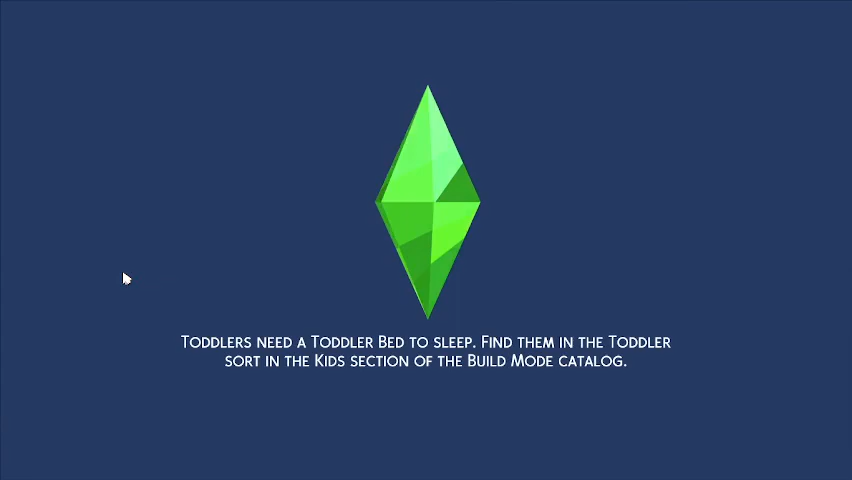 Toddlers need a Toddler Bed to sleep. Find them in the Toddler
sort in the Kids section of the Build Mode catalog.